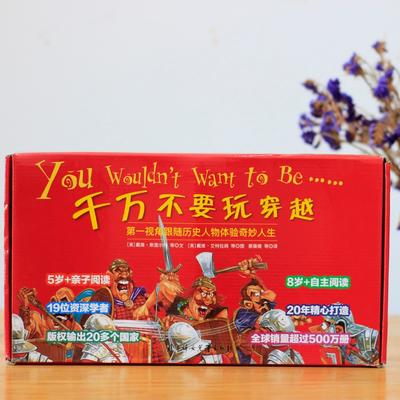 You Wouldn't Want to Be……
千万不要玩穿越
第一视角跟随历史人物体验奇妙人生
5岁+亲子阅读
8岁+自主阅读
19位资深学者
20年精心打造
版权输出20多个国家
全球销量超过500万册